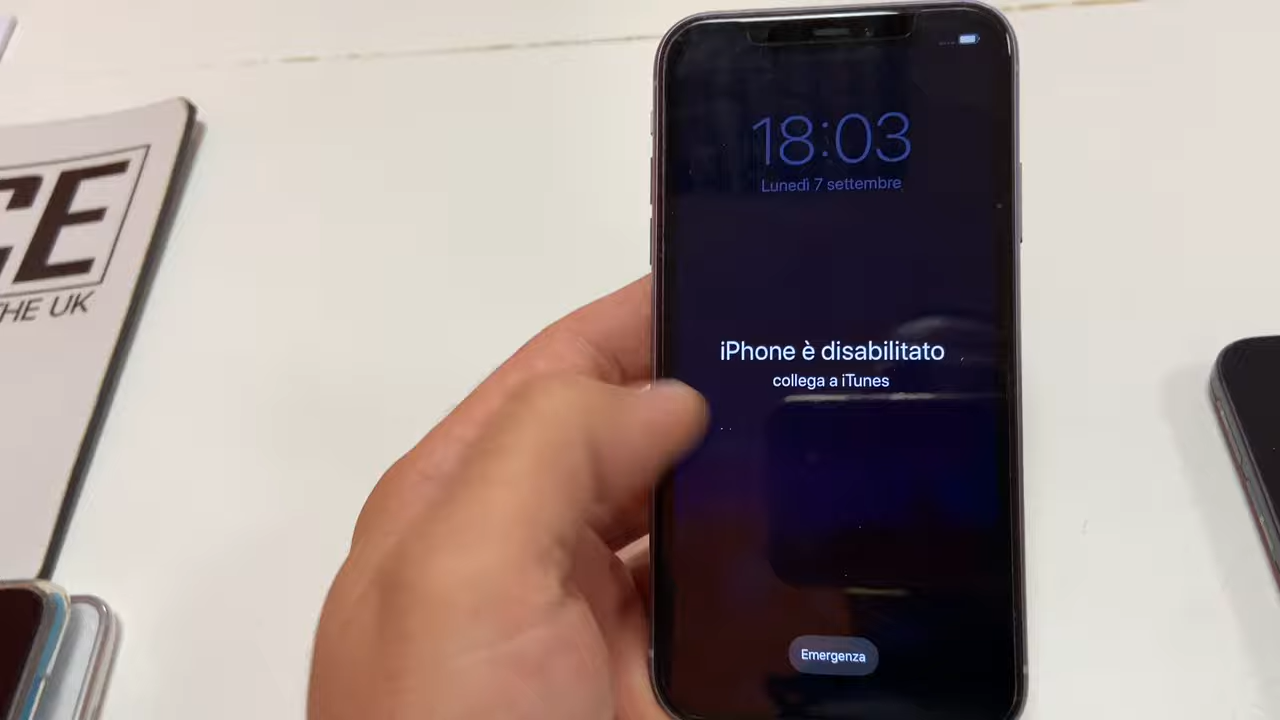 CE
THE UK
18:03
Lunedì 7 settembre
iPhone è disabilitato
collega a iTunes
Emergenza